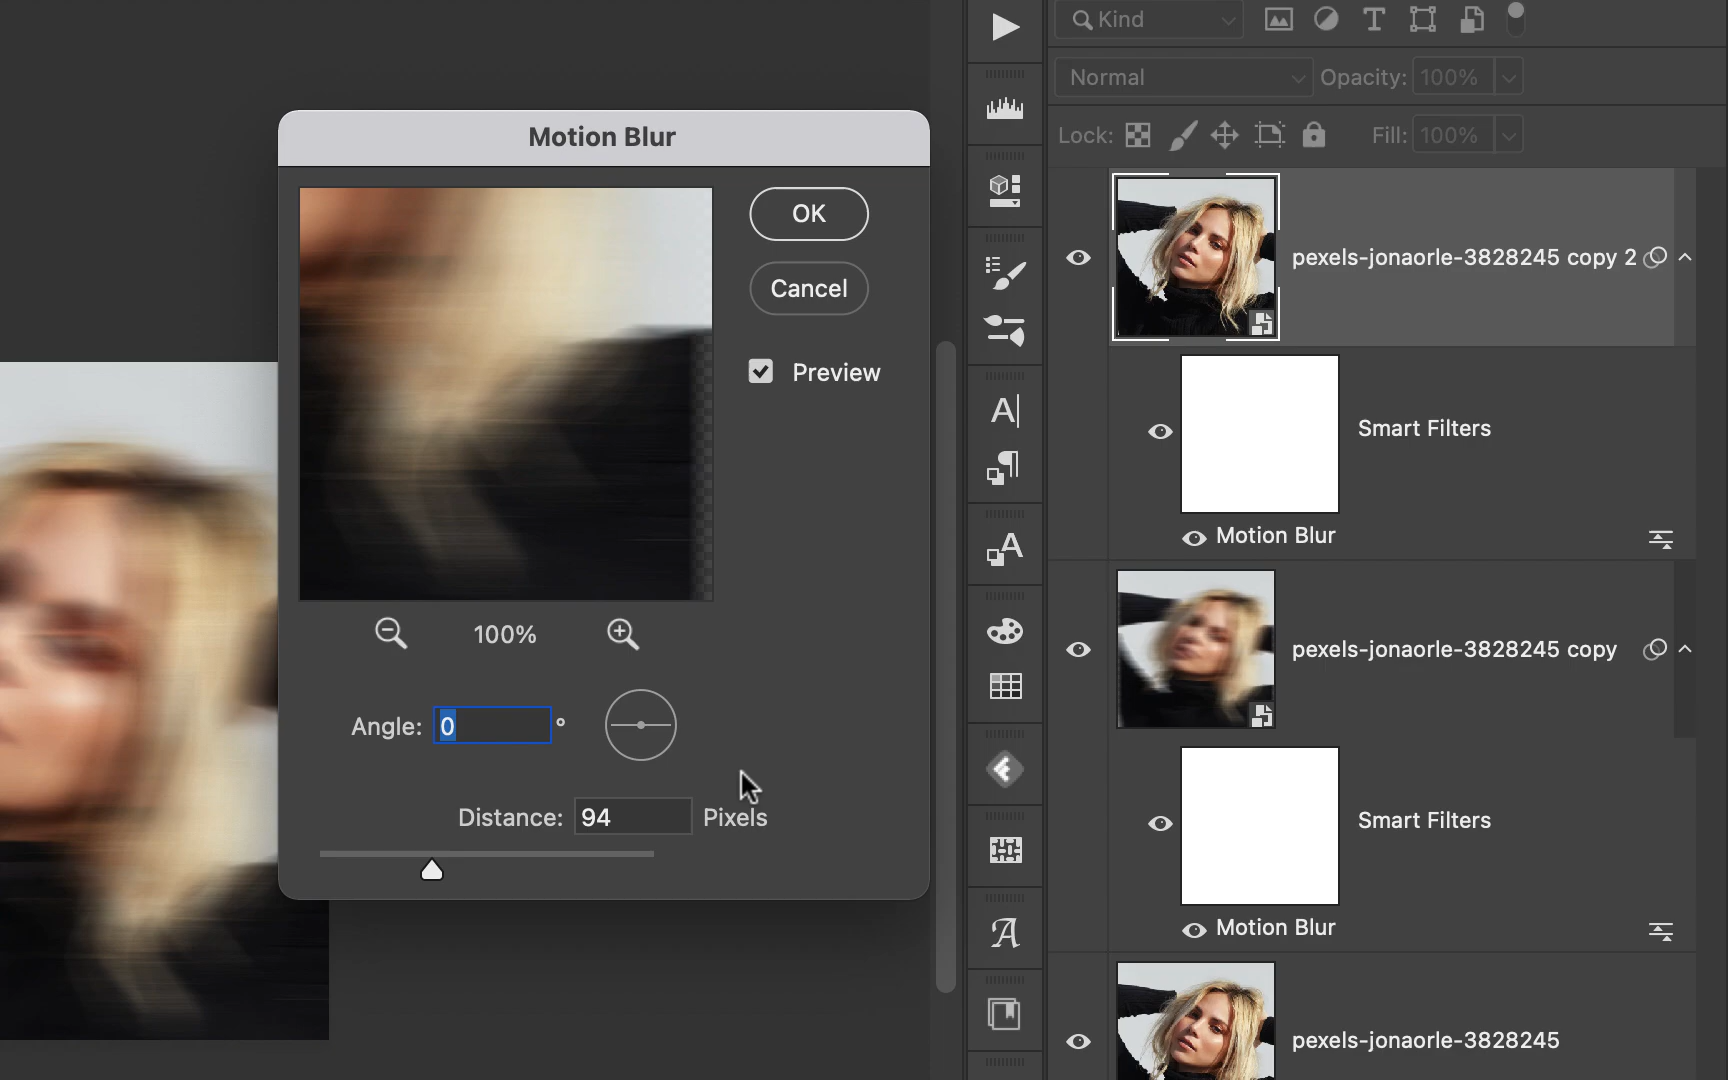 Kind
Normal
Opacity: 100%
Lock:
Fill: 100%
Motion Blur
OK
Cancel
Preview
100%
Angle: 0 °
Distance: 94 Pixels
pexels-jonaorle-3828245 copy 2
Smart Filters
Motion Blur
pexels-jonaorle-3828245 copy
Smart Filters
Motion Blur
pexels-jonaorle-3828245